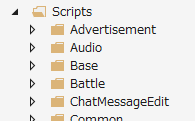 Scripts
Advertisement
Audio
Base
Battle
ChatMessageEdit
Common